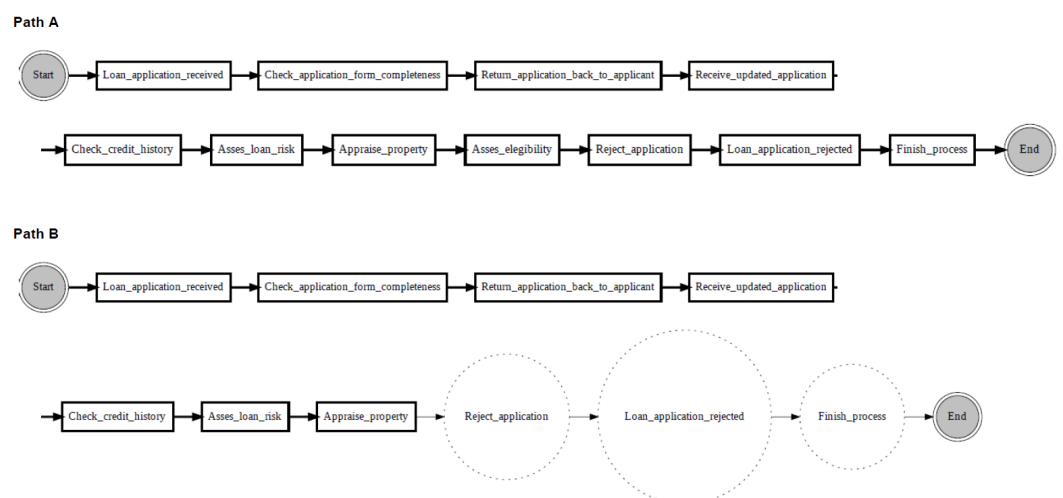 Path A
Start Loan_application_received Check_application_form_completeness Return_application_back_to_applicant Receive_updated_application
Check_credit_history Asses_loan_risk Appraise_property Asses_elegibility Reject_application Loan_application_rejected Finish_process End
Path B
Start Loan_application_received Check_application_form_completeness Return_application_back_to_applicant Receive_updated_application
Check_credit_history Asses_loan_risk Appraise_property Reject_application Loan_application_rejected Finish_process End